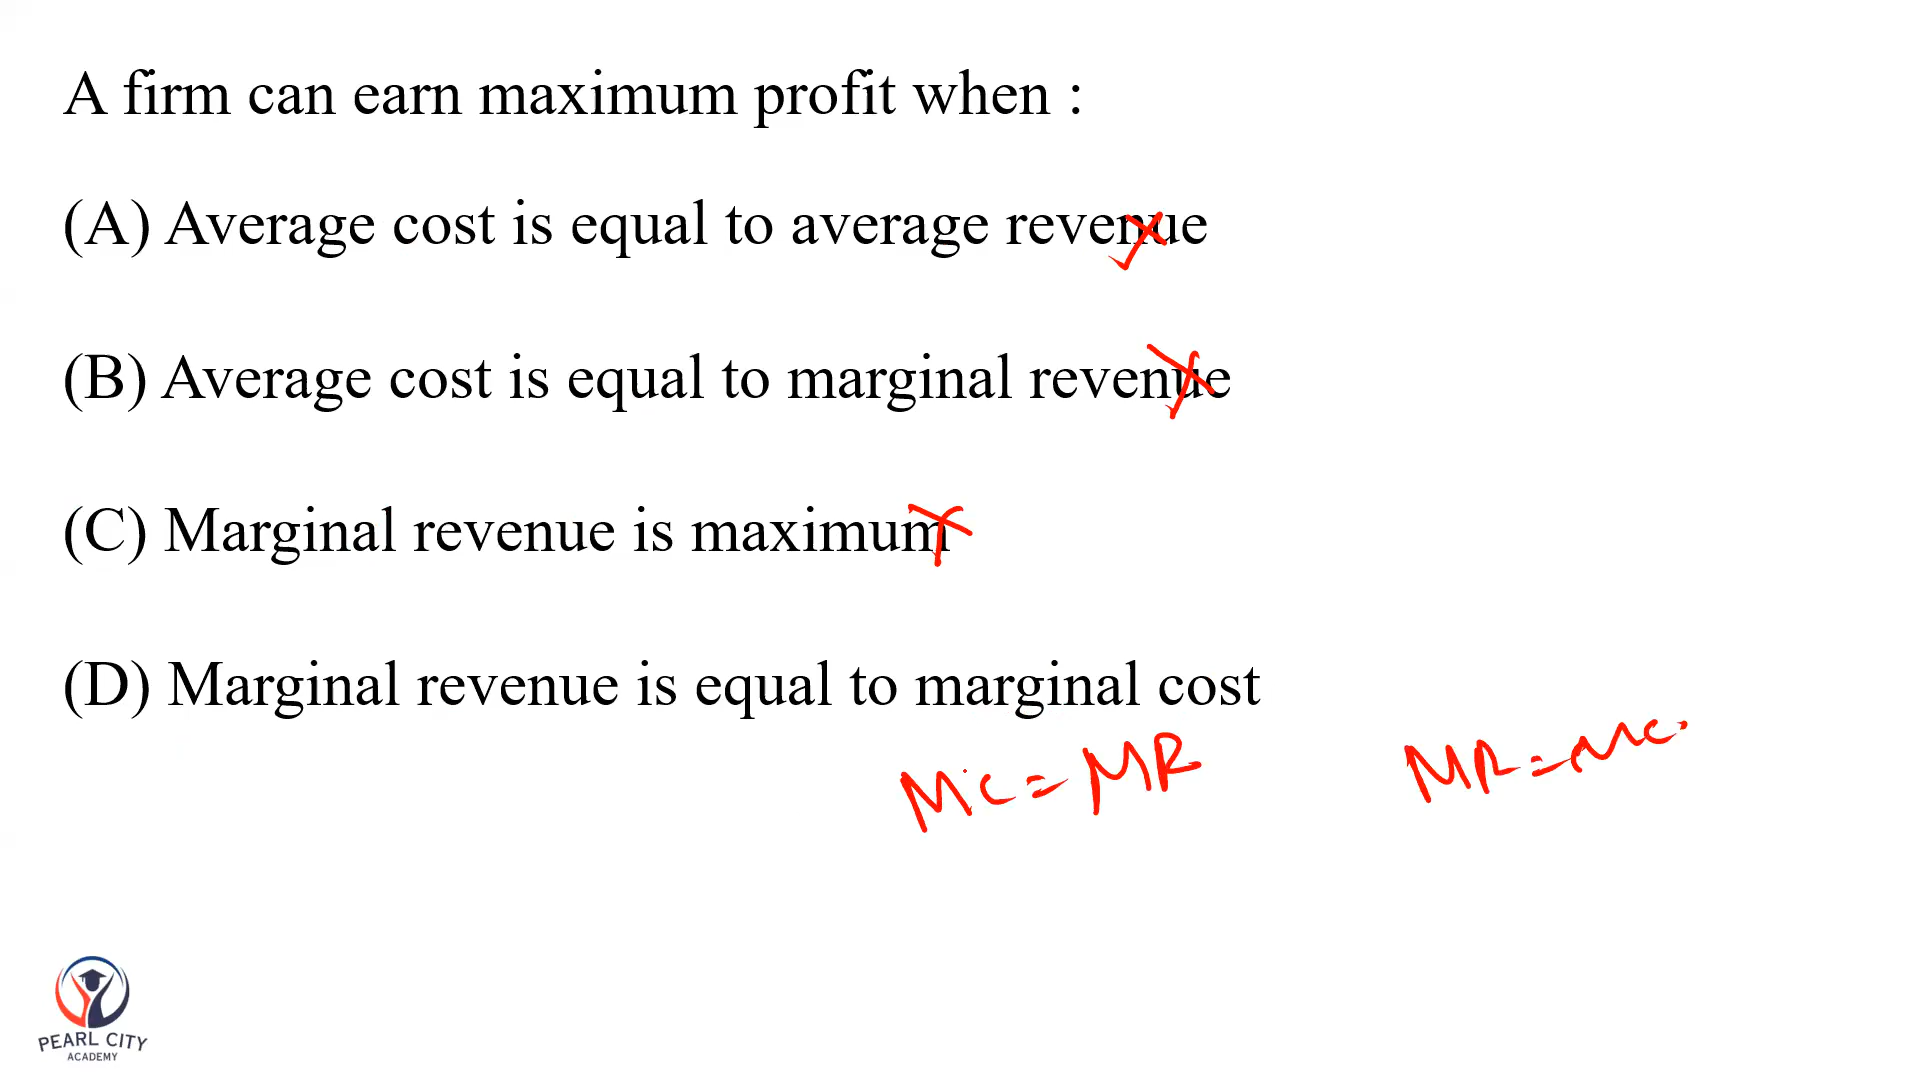 A firm can earn maximum profit when :
(A) Average cost is equal to average revenue
(B) Average cost is equal to marginal revenue
(C) Marginal revenue is maximum
(D) Marginal revenue is equal to marginal cost
MC = MR
MR = MC.
PEARL CITY
ACADEMY